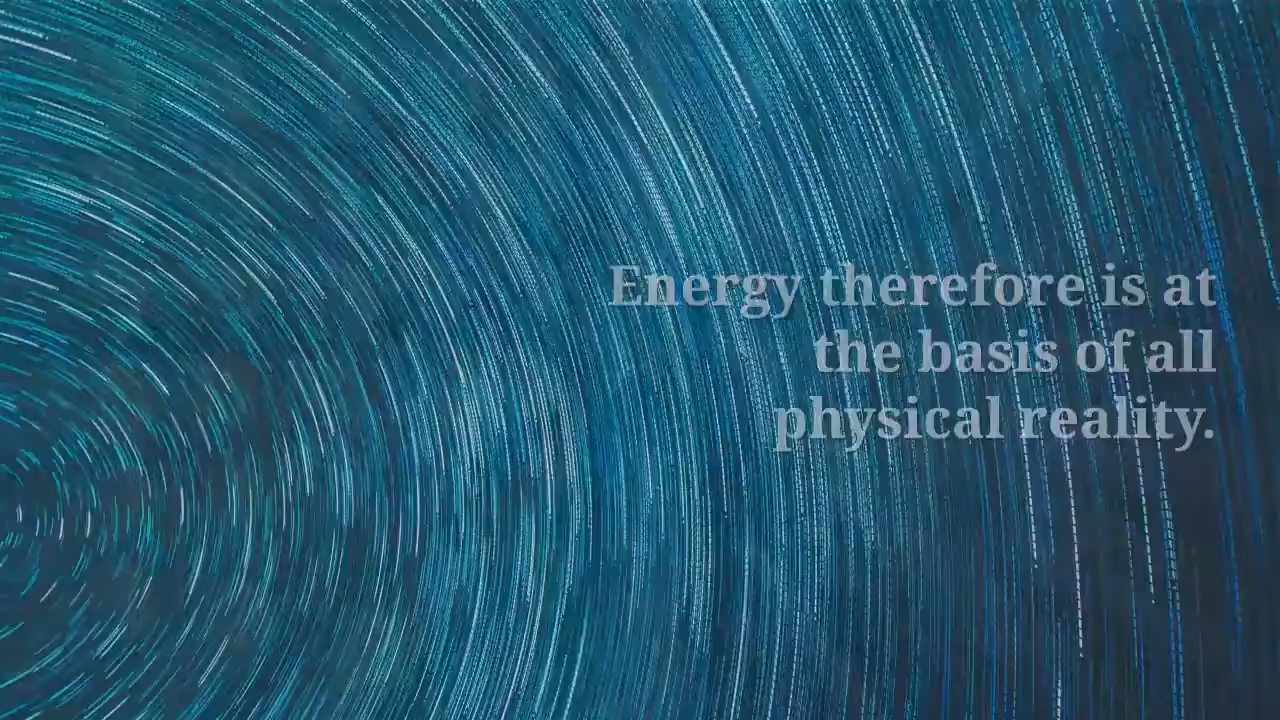 Energy therefore is at
the basis of all
physical reality.